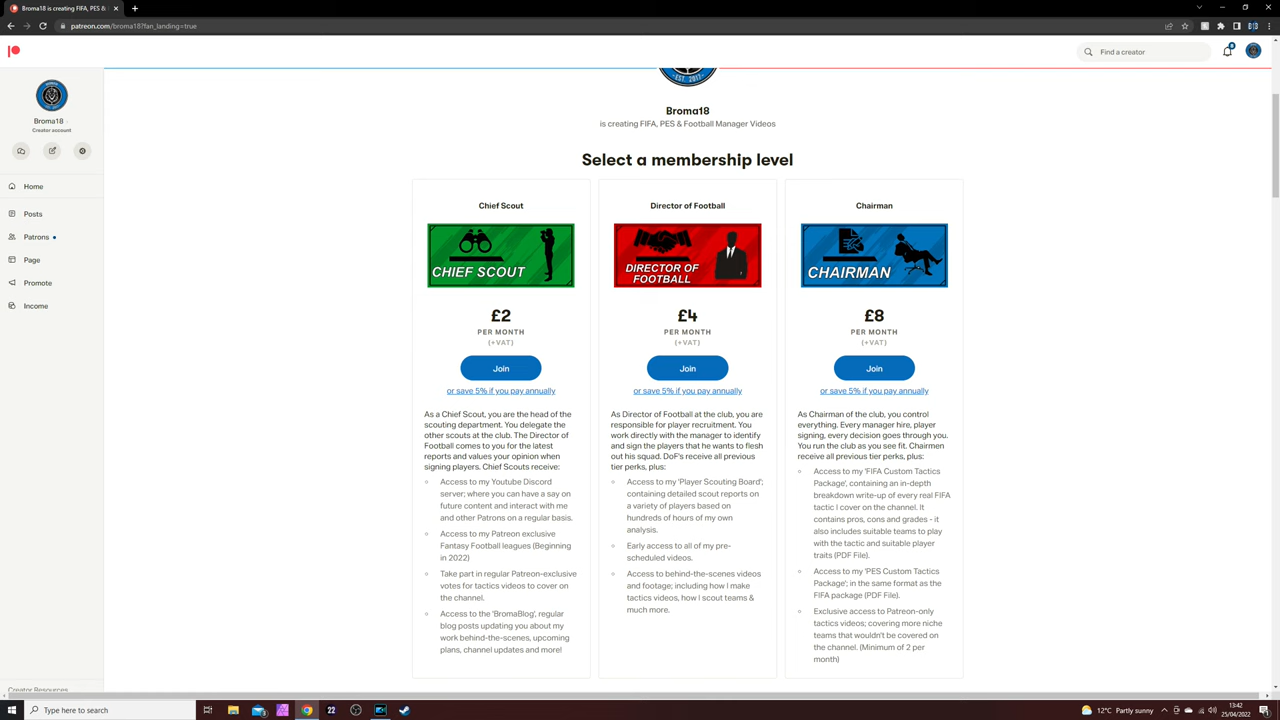 Broma18 is creating FIFA, PES &
patreon.com/broma18?fan_landing=true
Find a creator
EST 2017
Broma18
is creating FIFA, PES & Football Manager Videos
Broma18
Creator account
Home
Posts
Patrons
Page
Promote
Income
Creator Resources
Select a membership level
Chief Scout
CHIEF SCOUT
£2
PER MONTH
(+VAT)
Join
or save 5% if you pay annually
As a Chief Scout, you are the head of the
scouting department. You delegate the
other scouts at the club. The Director of
Football comes to you for the latest
reports and values your opinion when
signing players. Chief Scouts receive:
Access to my Youtube Discord
server; where you can have a say on
future content and interact with me
and other Patrons on a regular basis.
Access to my Patreon exclusive
Fantasy Football leagues (Beginning
in 2022)
Take part in regular Patreon-exclusive
votes for tactics videos to cover on
the channel.
Access to the 'BromaBlog', regular
blog posts updating you about my
work behind-the-scenes, upcoming
plans, channel updates and more!
Director of Football
DIRECTOR OF
FOOTBALL
£4
PER MONTH
(+VAT)
Join
or save 5% if you pay annually
As Director of Football at the club, you are
responsible for player recruitment. You
work directly with the manager to identify
and sign the players that he wants to flesh
out his squad. DoF's receive all previous
tier perks, plus:
Access to my 'Player Scouting Board';
containing detailed scout reports on
a variety of players based on
hundreds of hours of my own
analysis.
Early access to all of my pre-
scheduled videos.
Access to behind-the-scenes videos
and footage; including how I make
tactics videos, how I scout teams &
much more.
Chairman
CHAIRMAN
£8
PER MONTH
(+VAT)
Join
or save 5% if you pay annually
As Chairman of the club, you control
everything. Every manager hire, player
signing, every decision goes through you.
You run the club as you see fit. Chairmen
receive all previous tier perks, plus:
Access to my 'FIFA Custom Tactics
Package', containing an in-depth
breakdown write-up of every real FIFA
tactic I cover on the channel. It
contains pros, cons and grades - it
also includes suitable teams to play
with the tactic and suitable player
traits (PDF File).
Access to my 'PES Custom Tactics
Package'; in the same format as the
FIFA package (PDF File).
Exclusive access to Patreon-only
tactics videos; covering more niche
teams that wouldn't be covered on
the channel. (Minimum of 2 per
month)
Type here to search
22
12°C Partly sunny
13:42
25/04/2022